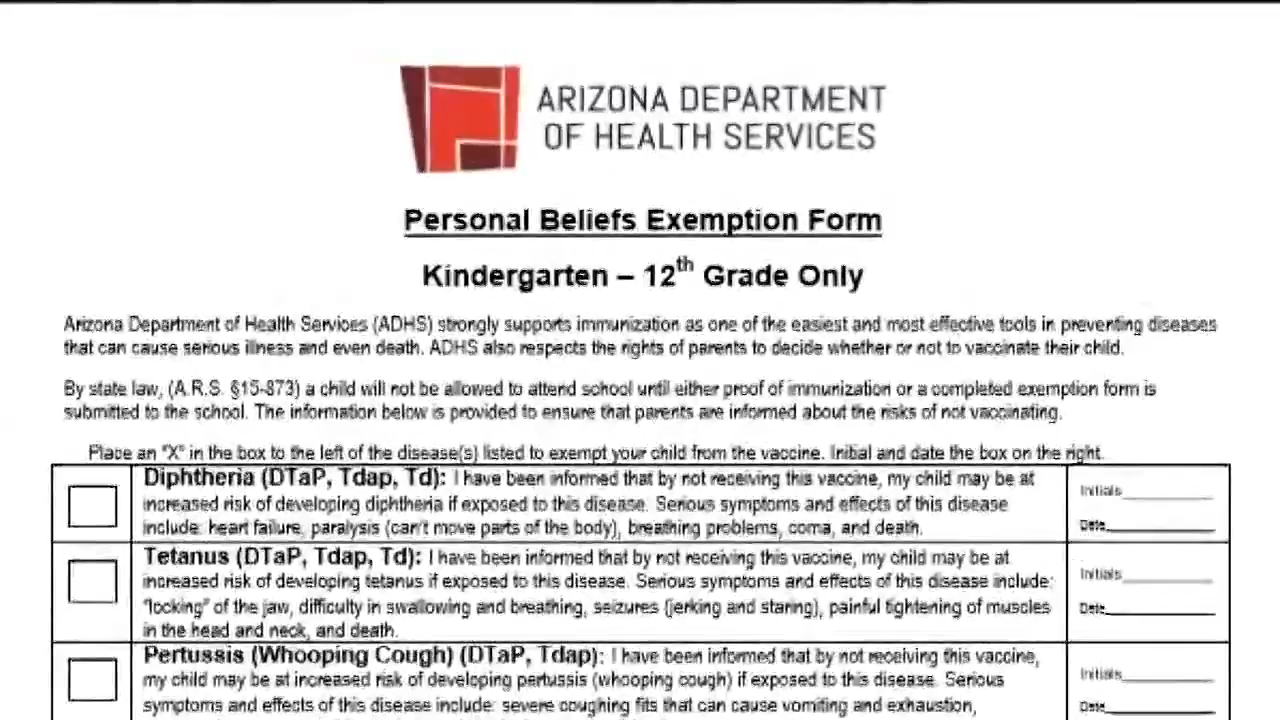 ARIZONA DEPARTMENT
OF HEALTH SERVICES
Personal Beliefs Exemption Form
Kindergarten – 12th Grade Only
Arizona Department of Health Services (ADHS) strongly supports immunization as one of the easiest and most effective tools in preventing diseases
that can cause serious illness and even death. ADHS also respects the rights of parents to decide whether or not to vaccinate their child.
By state law, (A.R.S. §15-873) a child will not be allowed to attend school until either proof of immunization or a completed exemption form is
submitted to the school. The information below is provided to ensure that parents are informed about the risks of not vaccinating.
Place an "X" in the box to the left of the disease(s) listed to exempt your child from the vaccine. Initial and date the box on the right.
Diphtheria (DTaP, Tdap, Td): I have been informed that by not receiving this vaccine, my child may be at
increased risk of developing diphtheria if exposed to this disease. Serious symptoms and effects of this disease
include: heart failure, paralysis (can't move parts of the body), breathing problems, coma, and death.
Initials
Date
Tetanus (DTaP, Tdap, Td): I have been informed that by not receiving this vaccine, my child may be at
increased risk of developing tetanus if exposed to this disease. Serious symptoms and effects of this disease include:
"locking" of the jaw, difficulty in swallowing and breathing, seizures (jerking and staring), painful tightening of muscles
in the head and neck, and death.
Initials
Date
Pertussis (Whooping Cough) (DTaP, Tdap): I have been informed that by not receiving this vaccine,
my child may be at increased risk of developing pertussis (whooping cough) if exposed to this disease. Serious
symptoms and effects of this disease include: severe coughing fits that can cause vomiting and exhaustion,
Initials
Date